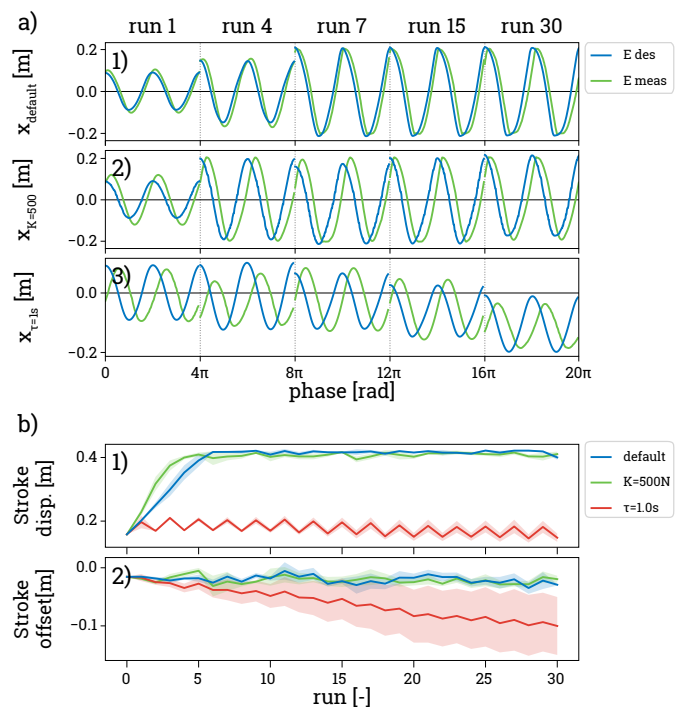 a)
run 1 run 4 run 7 run 15 run 30
1)
x_default [m]
0.2
0.0
−0.2
E des
E meas
2)
x_K=500 [m]
0.2
0.0
−0.2
3)
x_τ=1s [m]
0.0
−0.2
0 4π 8π 12π 16π 20π
phase [rad]
b)
1)
Stroke
disp. [m]
0.4
0.2
default
K=500N
τ=1.0s
2)
Stroke
offset[m]
0.0
−0.1
0 5 10 15 20 25 30
run [-]